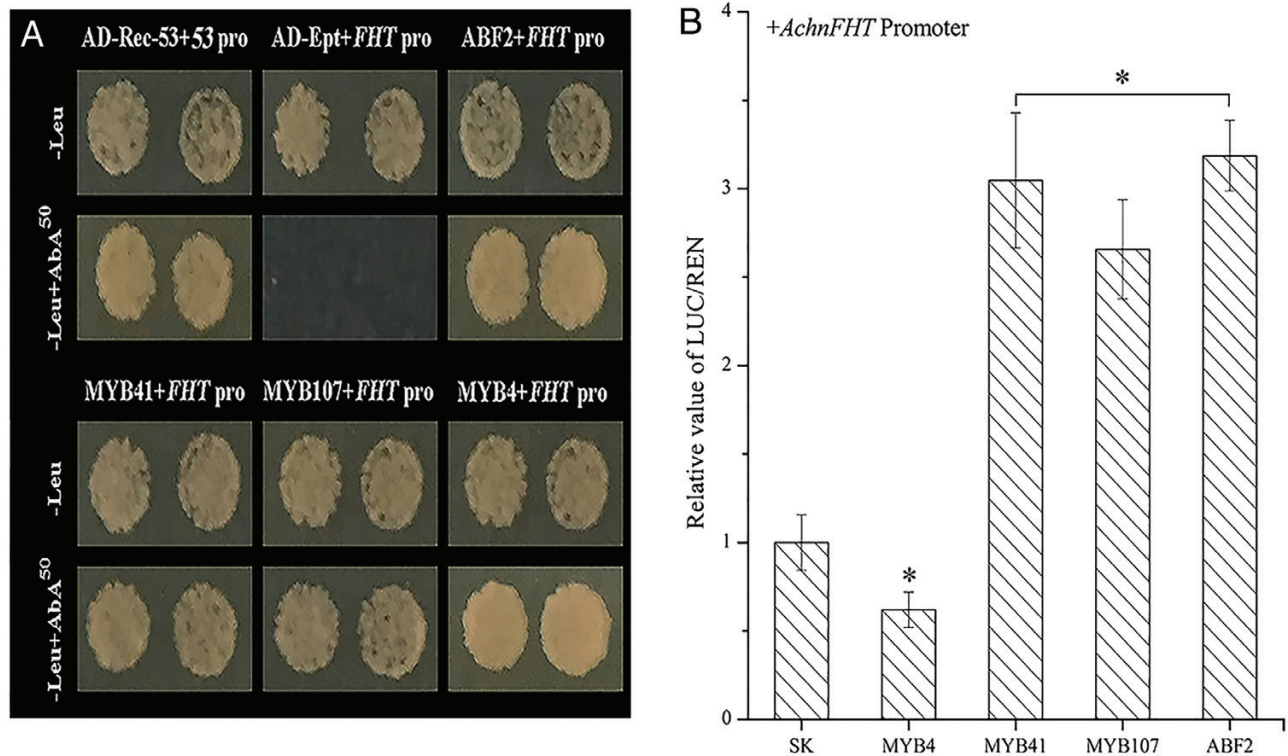 A
AD-Rec-53+53 pro AD-Ept+FHT pro ABF2+FHT pro
-Leu
-Leu+AbA50
MYB41+FHT pro MYB107+FHT pro MYB4+FHT pro
-Leu
-Leu+AbA50
B
+AchnFHT Promoter
Relative value of LUC/REN
4
3
2
1
0
*
*
SK MYB4 MYB41 MYB107 ABF2